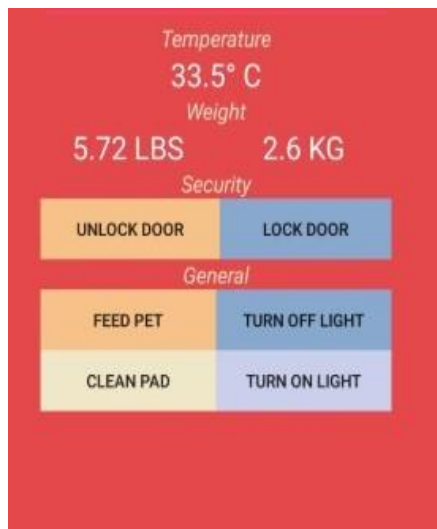 Temperature
33.5° C
Weight
5.72 LBS 2.6 KG
Security
UNLOCK DOOR LOCK DOOR
General
FEED PET TURN OFF LIGHT
CLEAN PAD TURN ON LIGHT